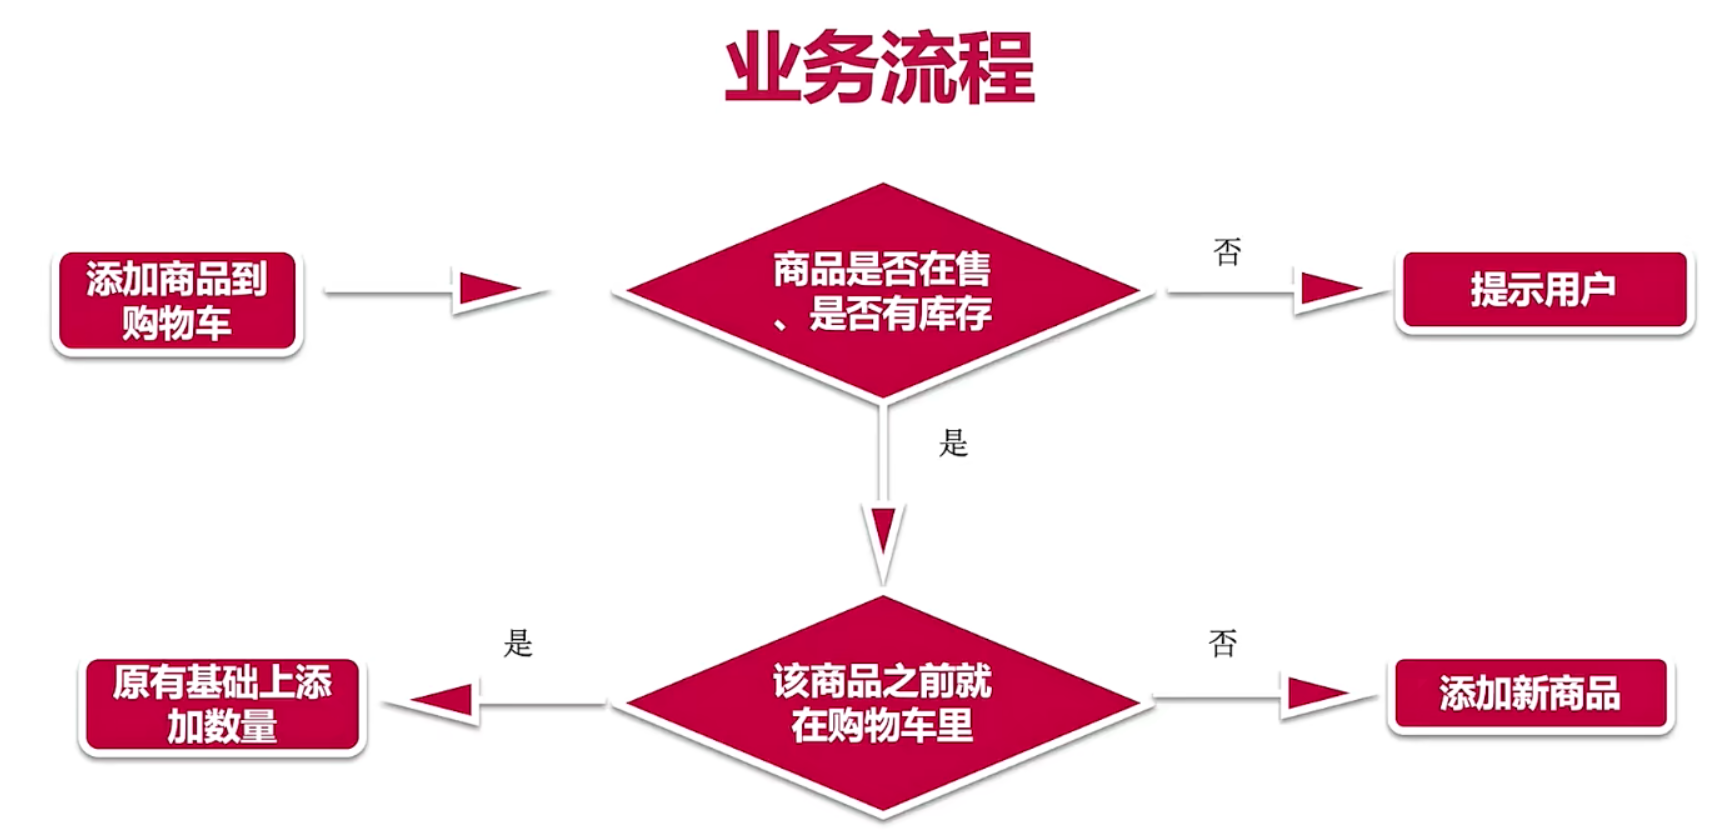 业务流程
添加商品到
购物车
商品是否在售
、是否有库存
否
提示用户
是
该商品之前就
在购物车里
是
原有基础上添
加数量
否
添加新商品